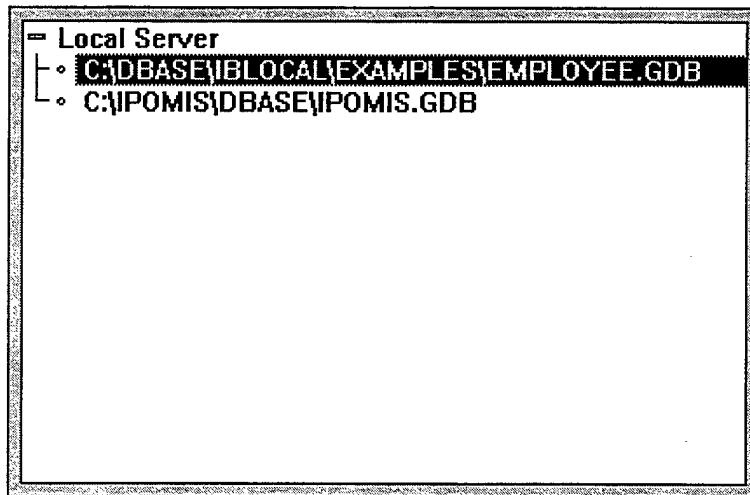 Local Server
C:\DBASE\IBLOCAL\EXAMPLES\EMPLOYEE.GDB
C:\IPOMIS\DBASE\IPOMIS.GDB